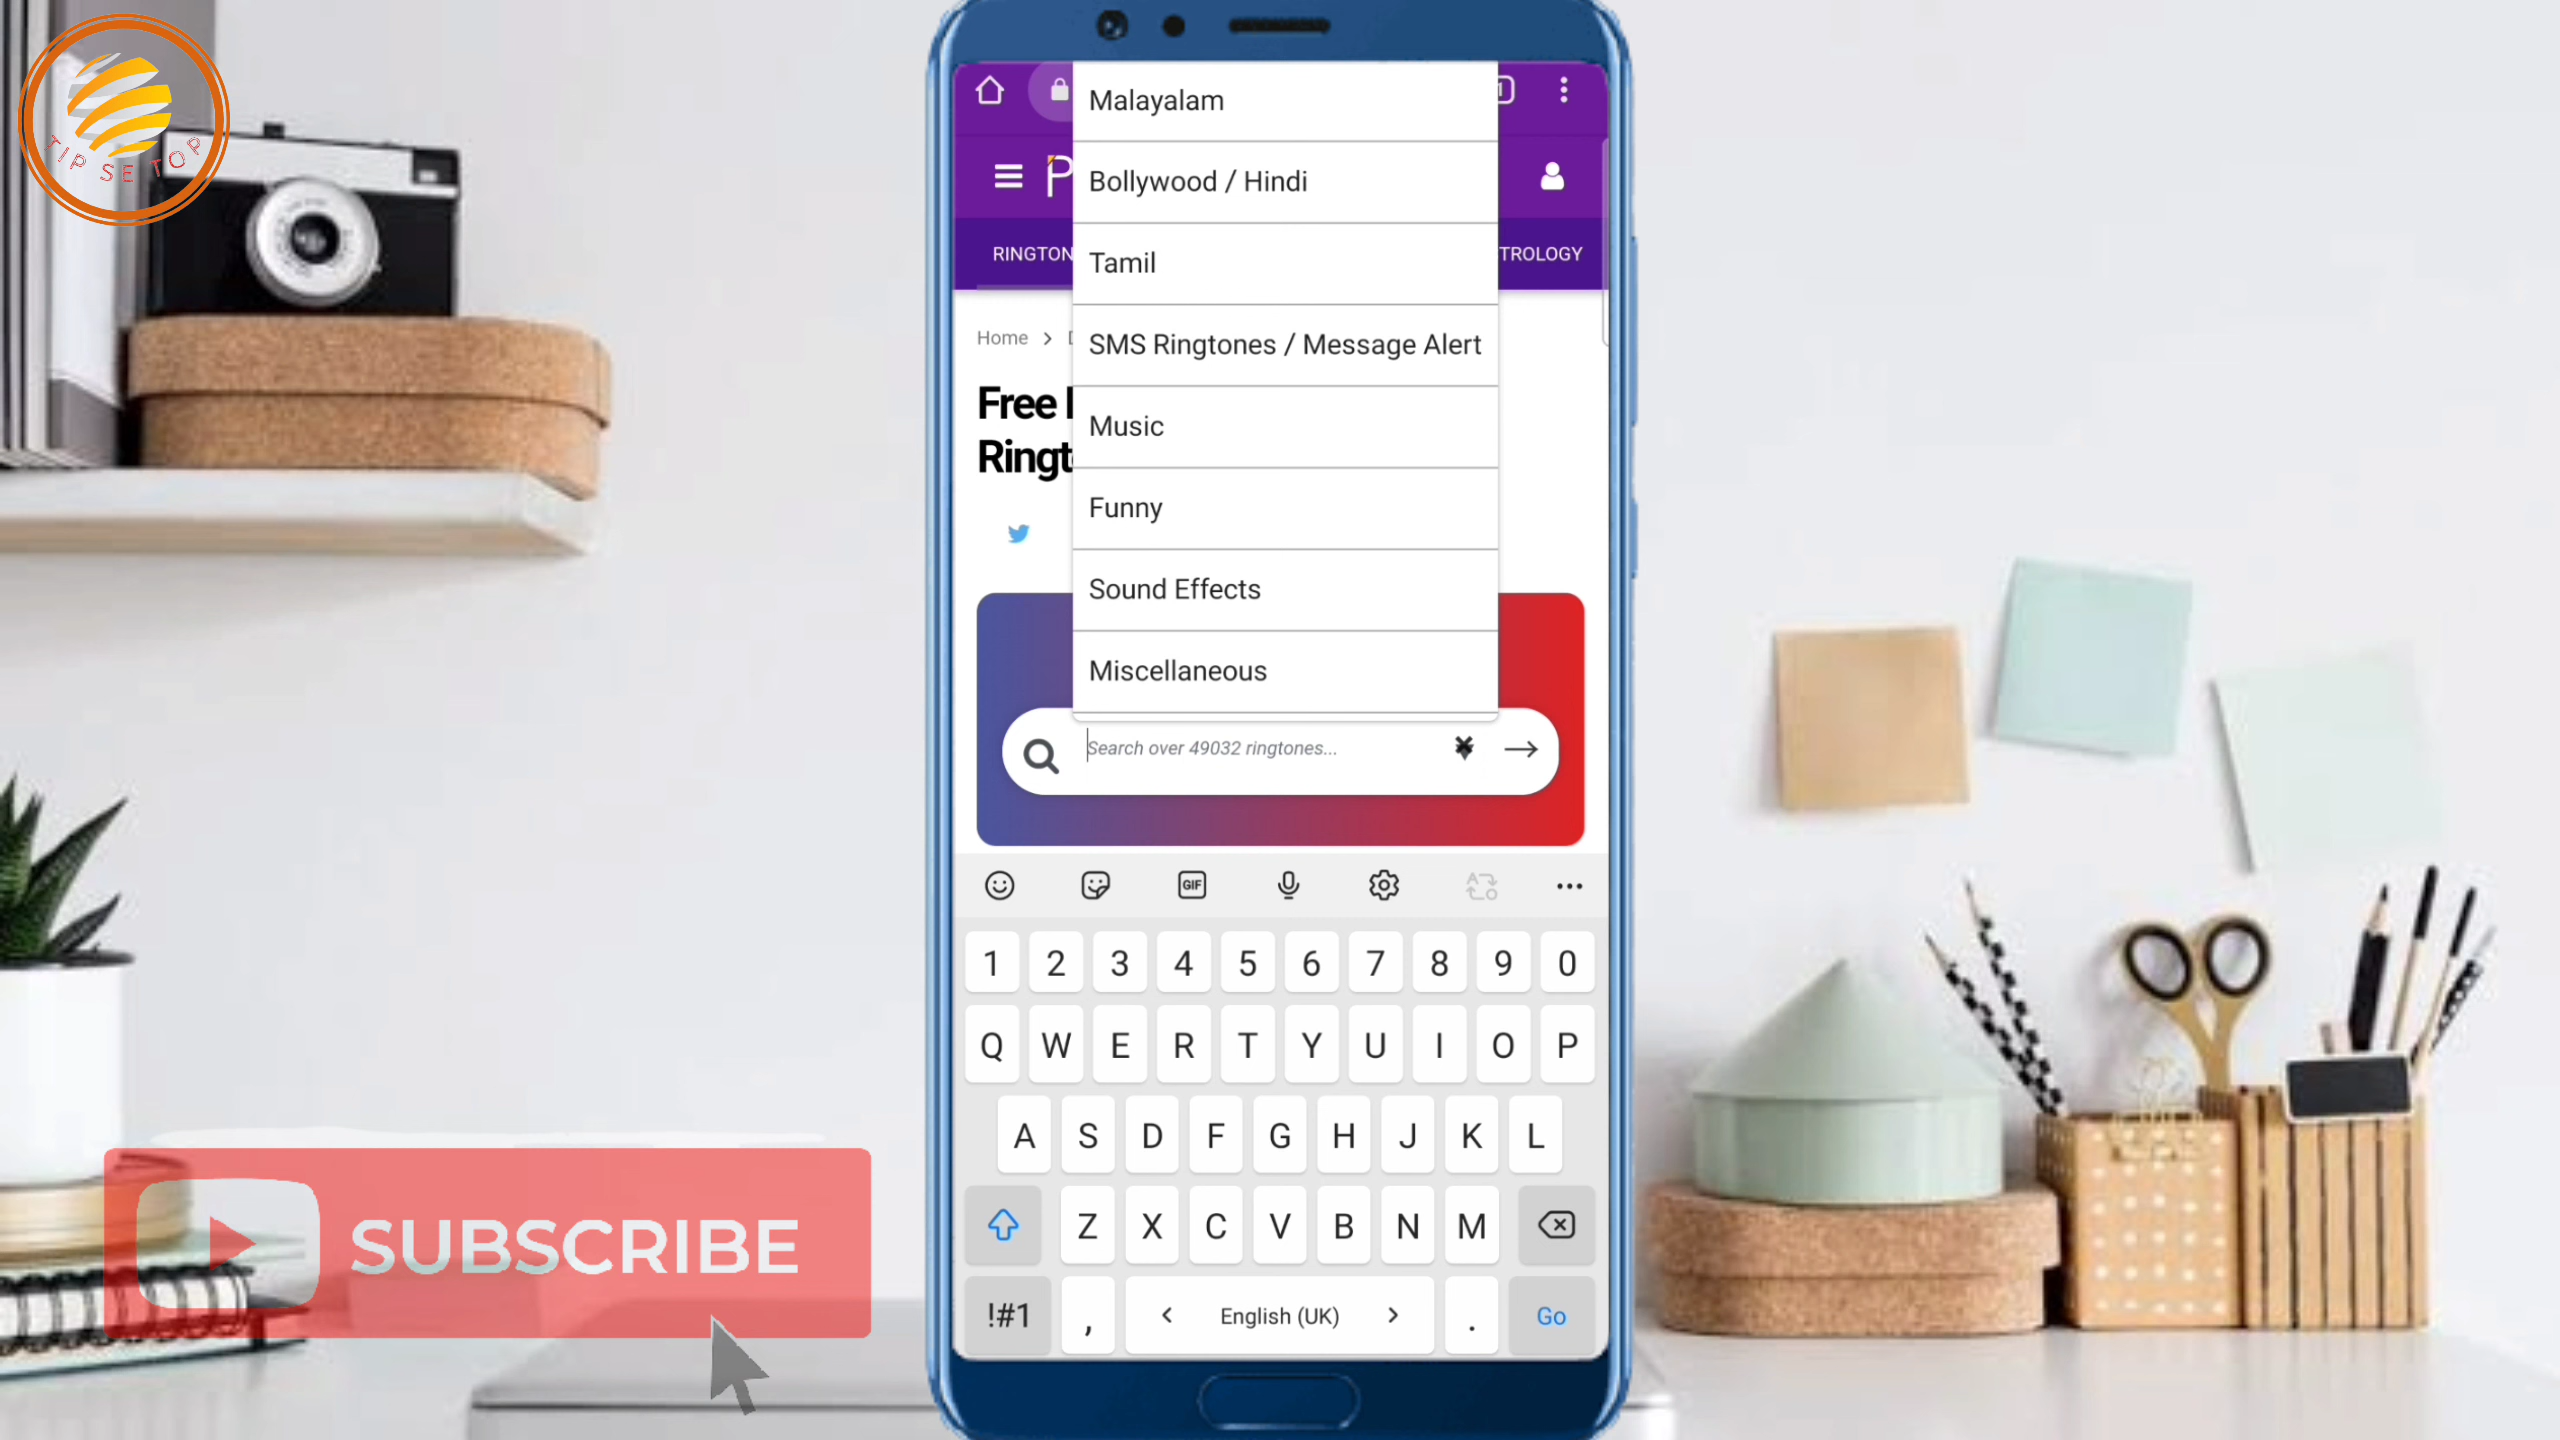 TIP SE TOP
1
Malayalam
P
Bollywood / Hindi
RINGTON
TROLOGY
Tamil
Home >
SMS Ringtones / Message Alert
Free
Music
Ringt
Funny
Sound Effects
Miscellaneous
Search over 49032 ringtones...
GIF
1 2 3 4 5 6 7 8 9 0
Q W E R T Y U I O P
A S D F G H J K L
Z X C V B N M
!#1 , < English (UK) > . Go
SUBSCRIBE